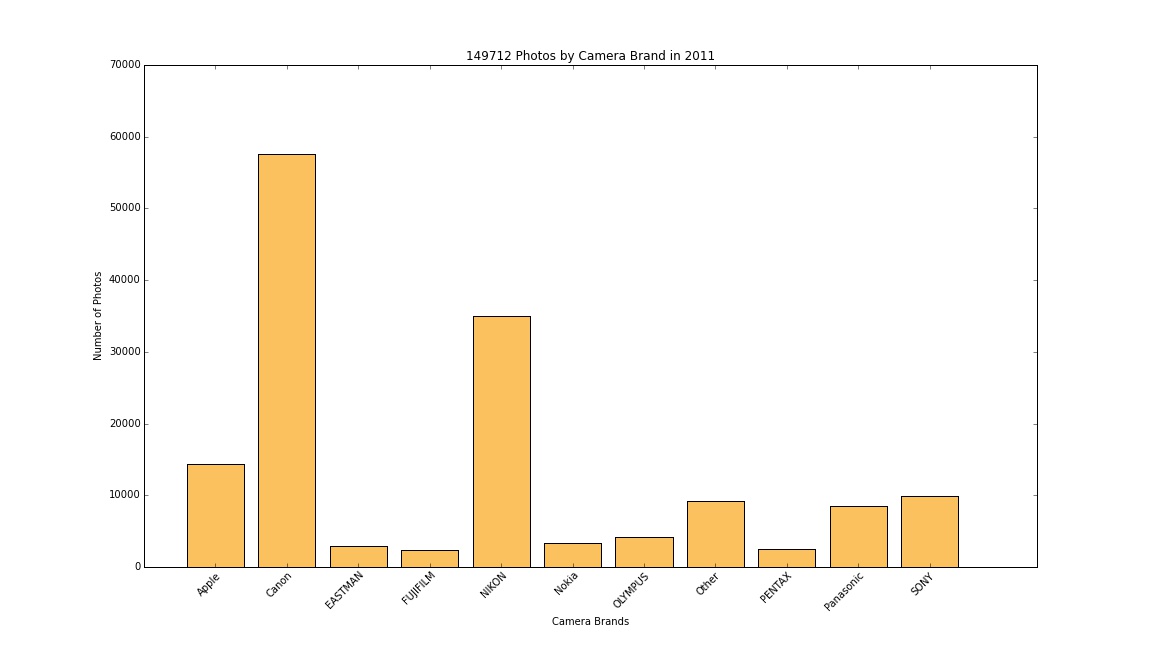 149712 Photos by Camera Brand in 2011
70000
60000
50000
40000
30000
20000
10000
0
Number of Photos
Apple
Canon
EASTMAN
FUJIFILM
NIKON
Nokia
OLYMPUS
Other
PENTAX
Panasonic
SONY
Camera Brands